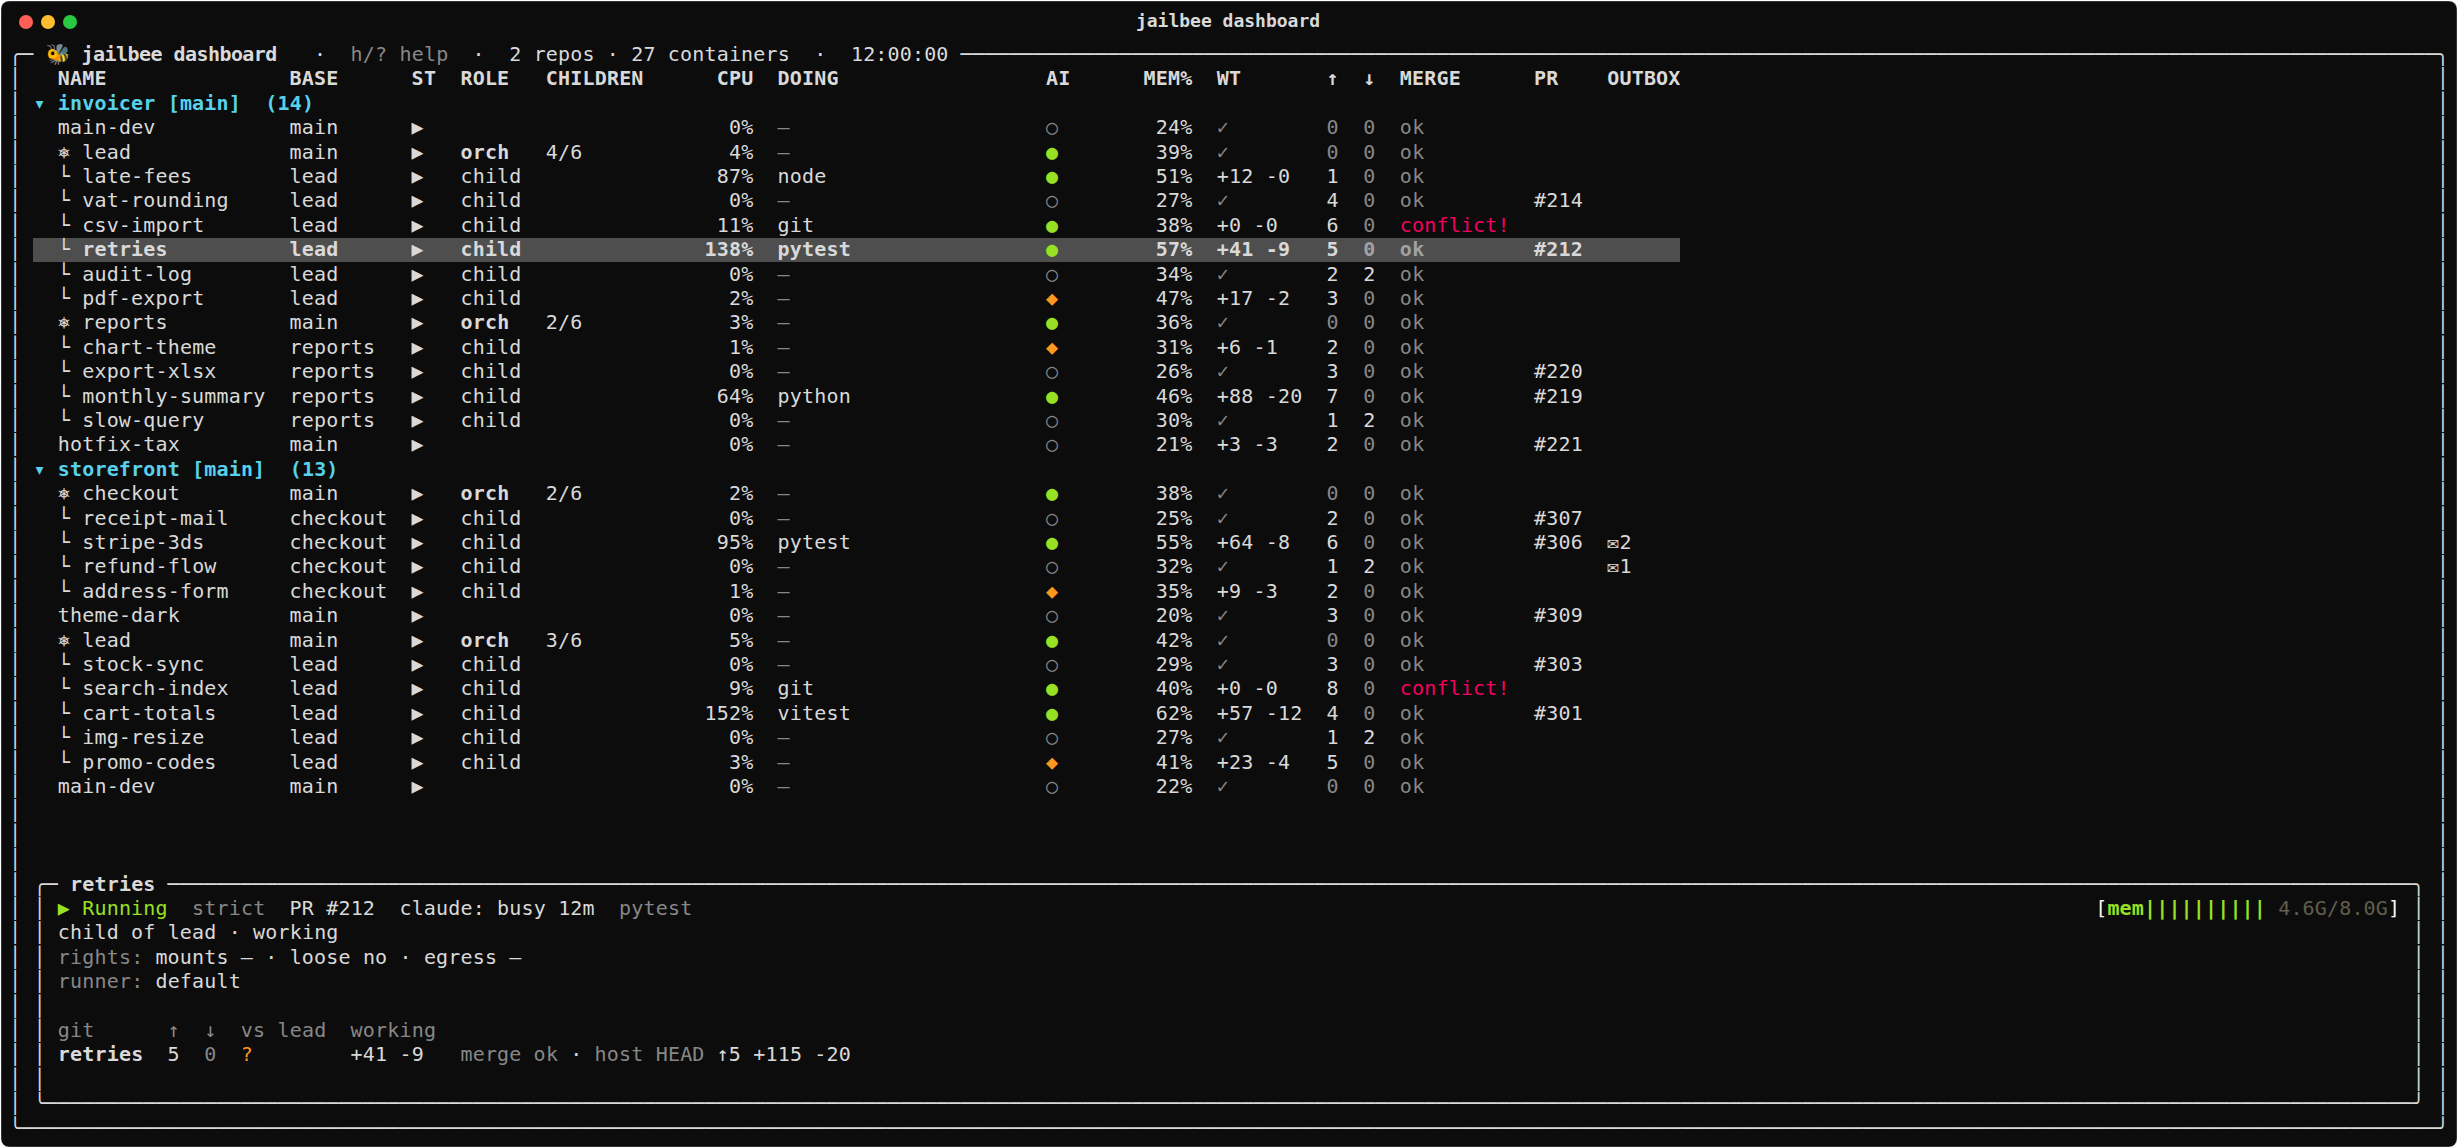 jailbee dashboard
🐝 jailbee dashboard · h/? help · 2 repos · 27 containers · 12:00:00
NAME BASE ST ROLE CHILDREN CPU DOING AI MEM% WT ↑ ↓ MERGE PR OUTBOX
▾ invoicer [main] (14)
main-dev main ▶ 0% – ○ 24% ✓ 0 0 ok
⎈ lead main ▶ orch 4/6 4% – ● 39% ✓ 0 0 ok
└ late-fees lead ▶ child 87% node ● 51% +12 -0 1 0 ok
└ vat-rounding lead ▶ child 0% – ○ 27% ✓ 4 0 ok #214
└ csv-import lead ▶ child 11% git ● 38% +0 -0 6 0 conflict!
└ retries lead ▶ child 138% pytest ● 57% +41 -9 5 0 ok #212
└ audit-log lead ▶ child 0% – ○ 34% ✓ 2 2 ok
└ pdf-export lead ▶ child 2% – ◆ 47% +17 -2 3 0 ok
⎈ reports main ▶ orch 2/6 3% – ● 36% ✓ 0 0 ok
└ chart-theme reports ▶ child 1% – ◆ 31% +6 -1 2 0 ok
└ export-xlsx reports ▶ child 0% – ○ 26% ✓ 3 0 ok #220
└ monthly-summary reports ▶ child 64% python ● 46% +88 -20 7 0 ok #219
└ slow-query reports ▶ child 0% – ○ 30% ✓ 1 2 ok
hotfix-tax main ▶ 0% – ○ 21% +3 -3 2 0 ok #221
▾ storefront [main] (13)
⎈ checkout main ▶ orch 2/6 2% – ● 38% ✓ 0 0 ok
└ receipt-mail checkout ▶ child 0% – ○ 25% ✓ 2 0 ok #307
└ stripe-3ds checkout ▶ child 95% pytest ● 55% +64 -8 6 0 ok #306 ✉2
└ refund-flow checkout ▶ child 0% – ○ 32% ✓ 1 2 ok ✉1
└ address-form checkout ▶ child 1% – ◆ 35% +9 -3 2 0 ok
theme-dark main ▶ 0% – ○ 20% ✓ 3 0 ok #309
⎈ lead main ▶ orch 3/6 5% – ● 42% ✓ 0 0 ok
└ stock-sync lead ▶ child 0% – ○ 29% ✓ 3 0 ok #303
└ search-index lead ▶ child 9% git ● 40% +0 -0 8 0 conflict!
└ cart-totals lead ▶ child 152% vitest ● 62% +57 -12 4 0 ok #301
└ img-resize lead ▶ child 0% – ○ 27% ✓ 1 2 ok
└ promo-codes lead ▶ child 3% – ◆ 41% +23 -4 5 0 ok
main-dev main ▶ 0% – ○ 22% ✓ 0 0 ok
retries
▶ Running strict PR #212 claude: busy 12m pytest [mem|||||||||| 4.6G/8.0G]
child of lead · working
rights: mounts – · loose no · egress –
runner: default
git ↑ ↓ vs lead working
retries 5 0 ? +41 -9 merge ok · host HEAD ↑5 +115 -20